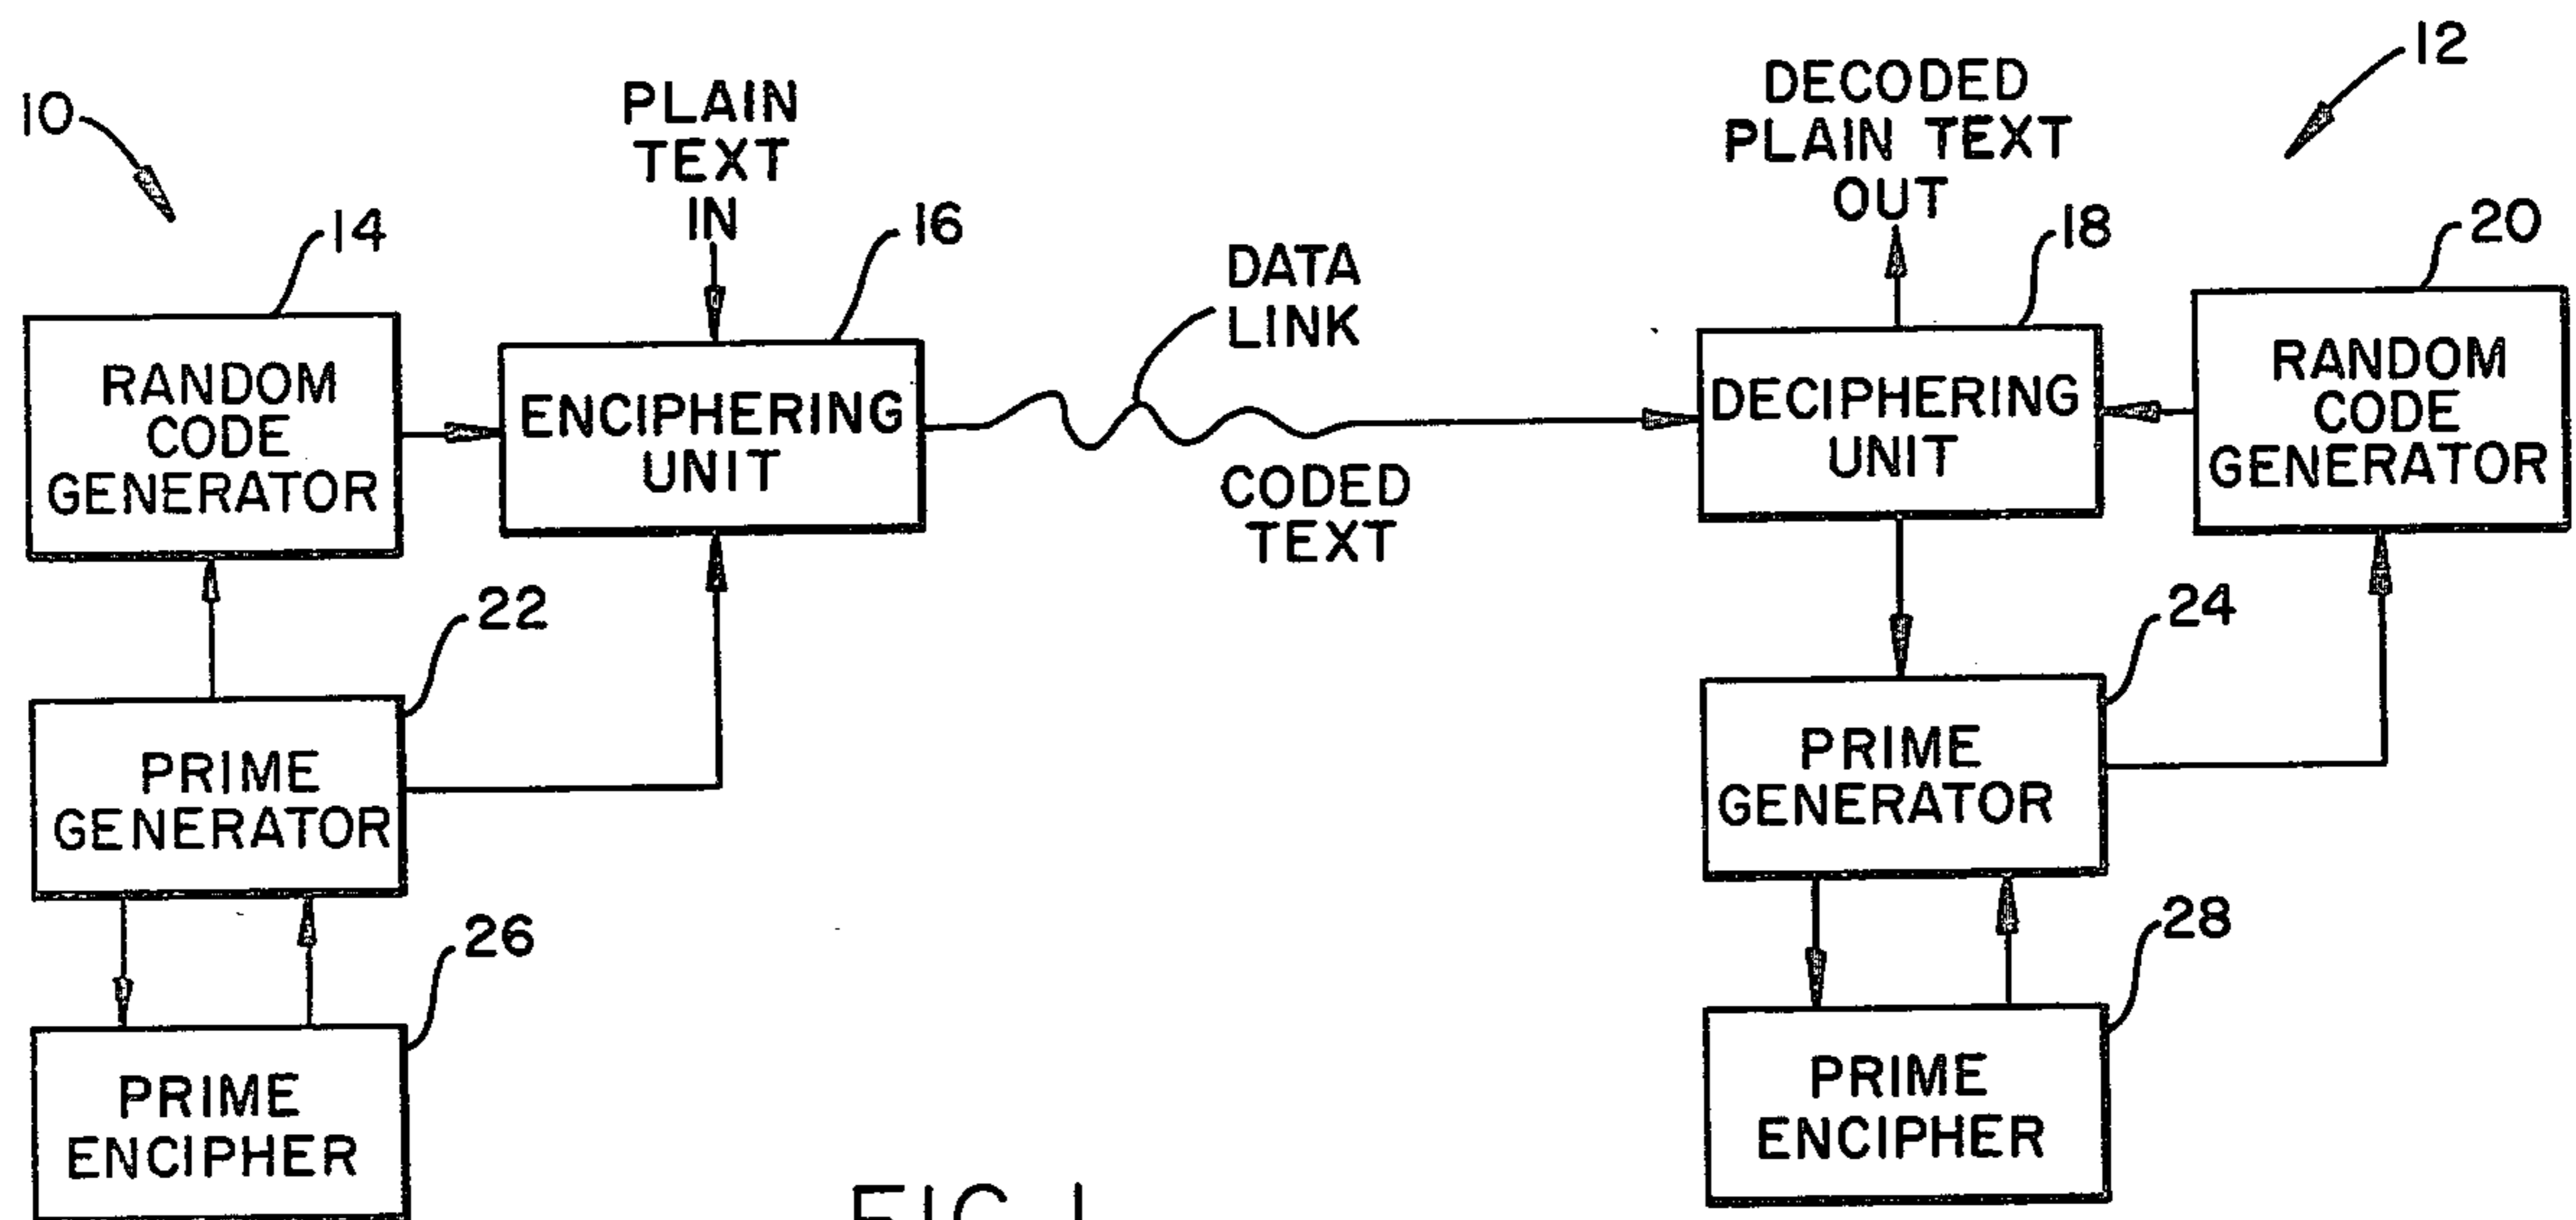 10
PLAIN
TEXT
IN
14
16
RANDOM
CODE
GENERATOR
ENCIPHERING
UNIT
DATA
LINK
CODED
TEXT
22
PRIME
GENERATOR
26
PRIME
ENCIPHER
12
DECODED
PLAIN TEXT
OUT
18
20
DECIPHERING
UNIT
RANDOM
CODE
GENERATOR
24
PRIME
GENERATOR
28
PRIME
ENCIPHER
FIG. 1